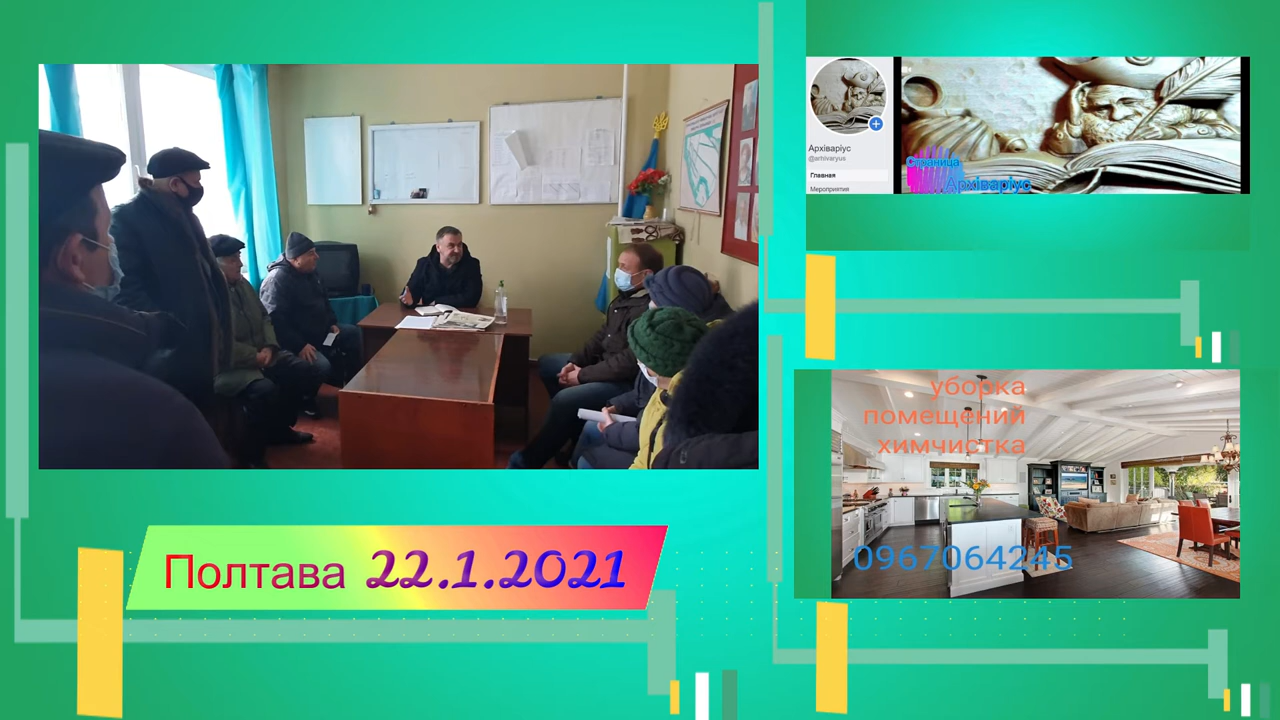 Полтава 22.1.2021
Архіваріус
@arhivaryus
Главная
Мероприятия
Страница
Архіваріус
уборка
помещений
химчистка
0967064245